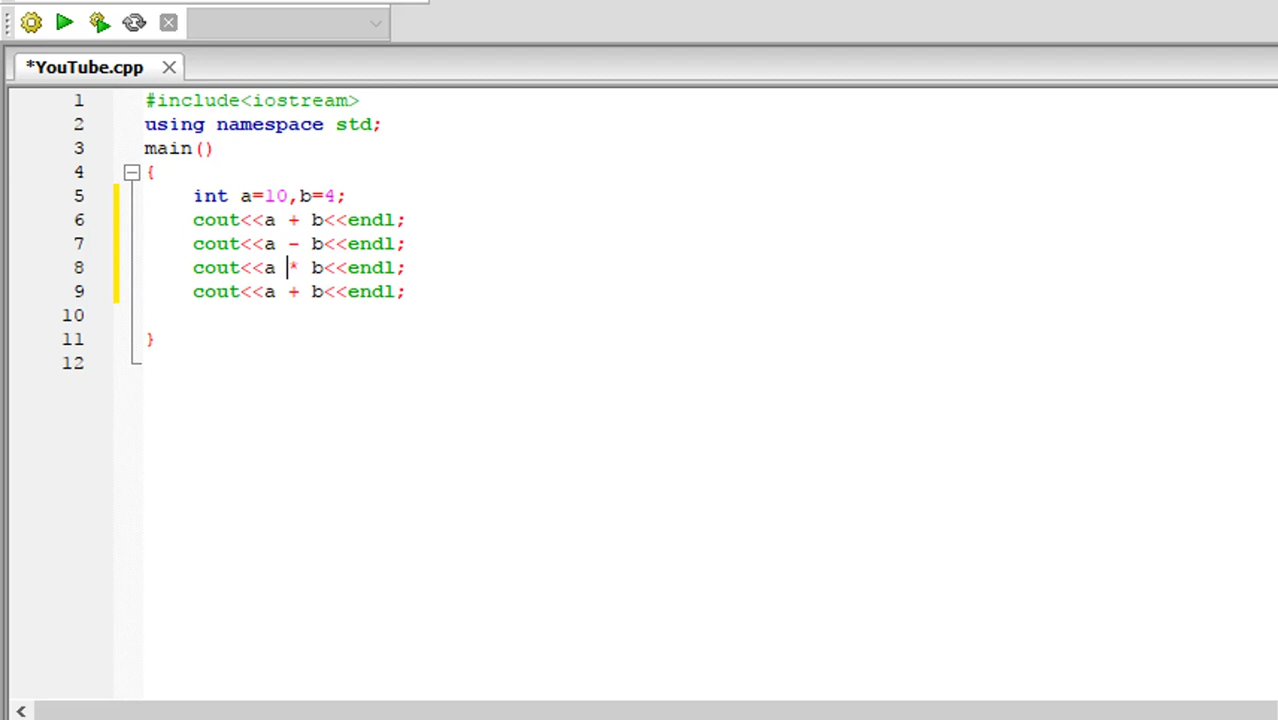 *YouTube.cpp
1 #include<iostream>
2 using namespace std;
3 main()
4 {
5 int a=10,b=4;
6 cout<<a + b<<endl;
7 cout<<a - b<<endl;
8 cout<<a * b<<endl;
9 cout<<a + b<<endl;
10
11 }
12